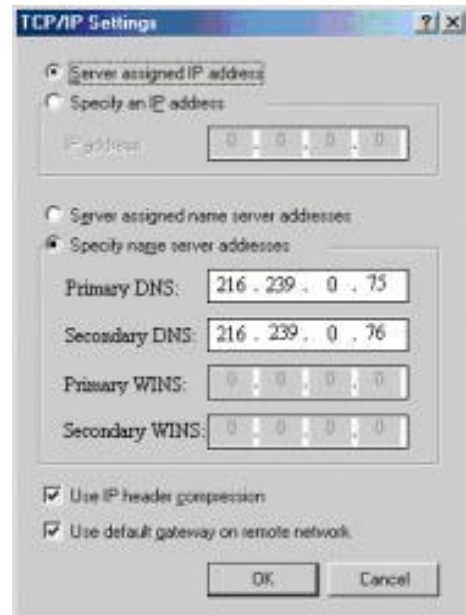 TCP/IP Settings
Server assigned IP address
Specify an IP address
IP address:
0 . 0 . 0 . 0
Server assigned name server addresses
Specify name server addresses
Primary DNS:
216 . 239 . 0 . 75
Secondary DNS:
216 . 239 . 0 . 76
Primary WINS:
0 . 0 . 0 . 0
Secondary WINS:
0 . 0 . 0 . 0
Use IP header compression
Use default gateway on remote network
OK
Cancel